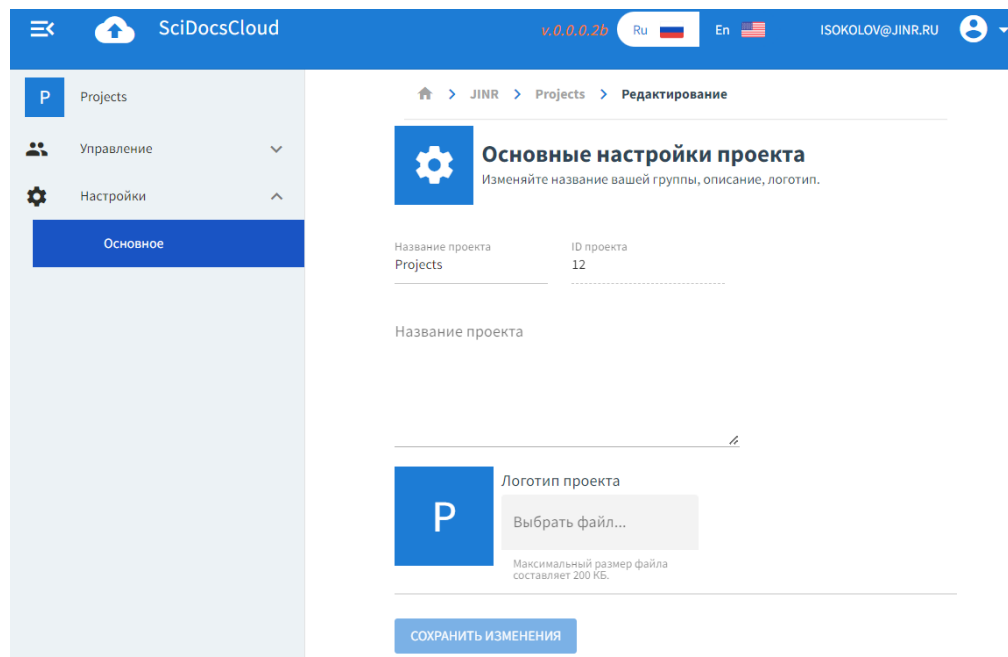 SciDocsCloud
v.0.0.0.2b
Ru
En
ISOKOLOV@JINR.RU
P
Projects
Управление
Настройки
Основное
JINR > Projects > Редактирование
Основные настройки проекта
Изменяйте название вашей группы, описание, логотип.
Название проекта
Projects
ID проекта
12
Название проекта
P
Логотип проекта
Выбрать файл...
Максимальный размер файла
составляет 200 КБ.
СОХРАНИТЬ ИЗМЕНЕНИЯ